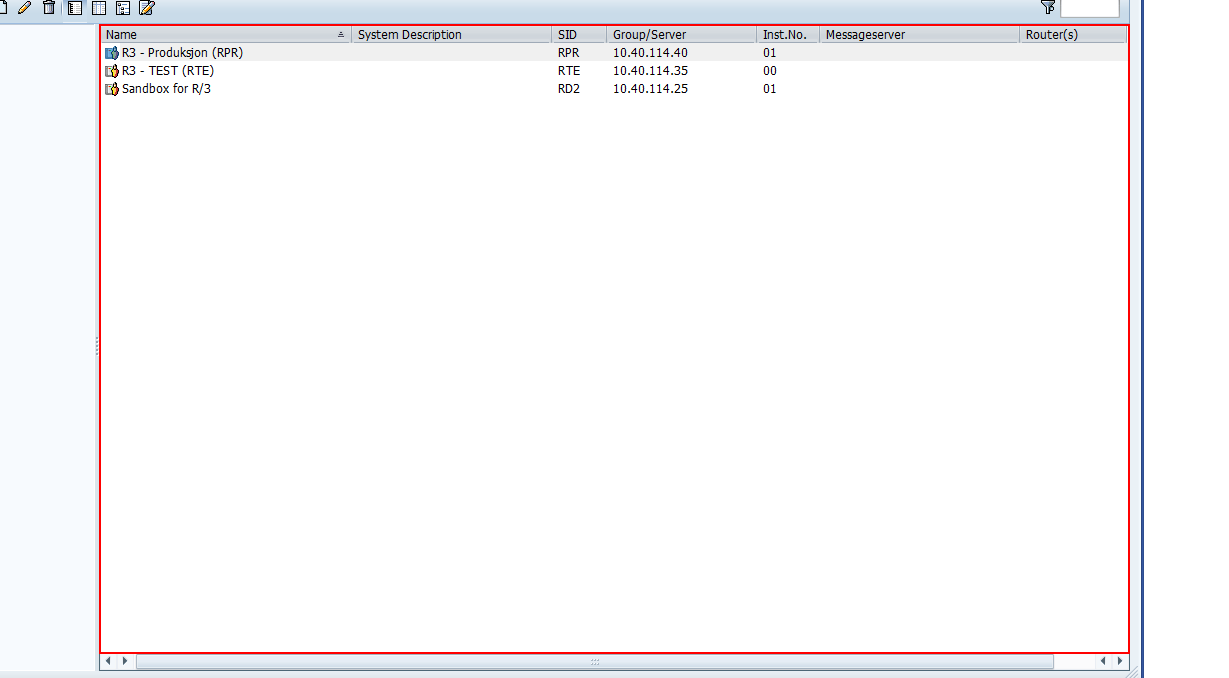 Name System Description SID Group/Server Inst.No. Messageserver Router(s)
R3 - Produksjon (RPR) RPR 10.40.114.40 01
R3 - TEST (RTE) RTE 10.40.114.35 00
Sandbox for R/3 RD2 10.40.114.25 01